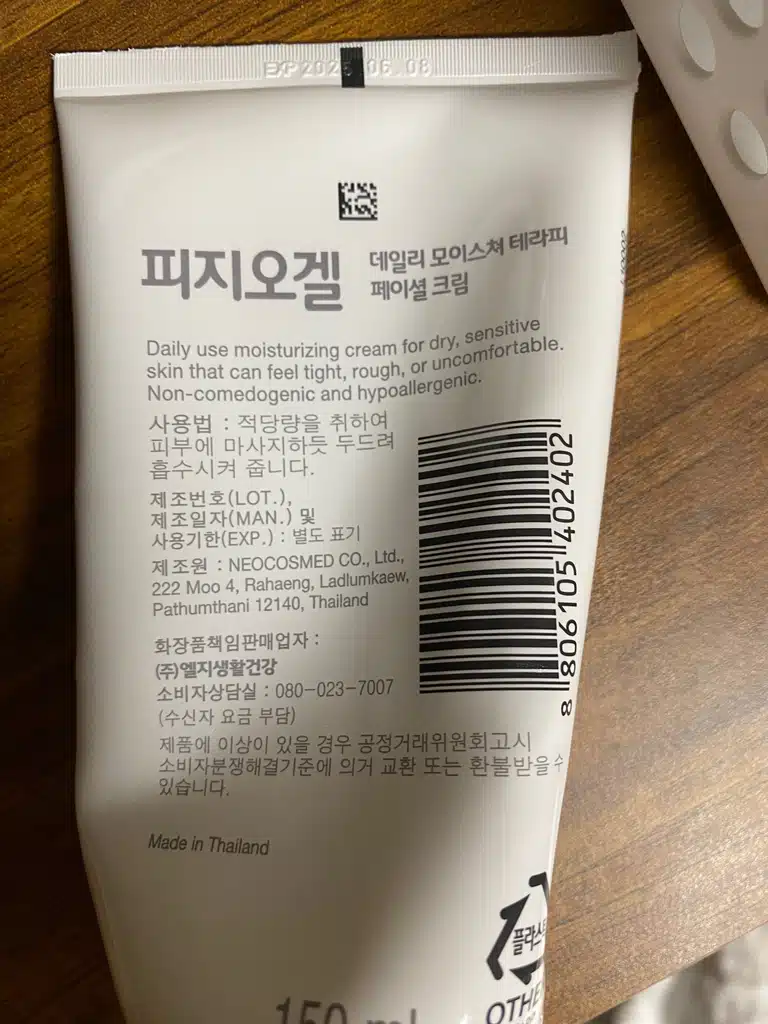 06.08
피지오겔
데일리 모이스쳐 테라피
페이셜 크림
Daily use moisturizing cream for dry, sensitive
skin that can feel tight, rough, or uncomfortable.
Non-comedogenic and hypoallergenic.
사용법 : 적당량을 취하여
피부에 마사지하듯 두드려
흡수시켜 줍니다.
제조번호(LOT.),
제조일자(MAN.) 및
사용기한(EXP.) : 별도 표기
제조원 : NEOCOSMED CO., Ltd.,
222 Moo 4, Rahaeng, Ladlumkaew,
Pathumthani 12140, Thailand
화장품책임판매업자 :
(주)엘지생활건강
소비자상담실 : 080-023-7007
(수신자 요금 부담)
제품에 이상이 있을 경우 공정거래위원회고시
소비자분쟁해결기준에 의거 교환 또는 환불받을 수
있습니다.
8 806105 402402
Made in Thailand
150 ml